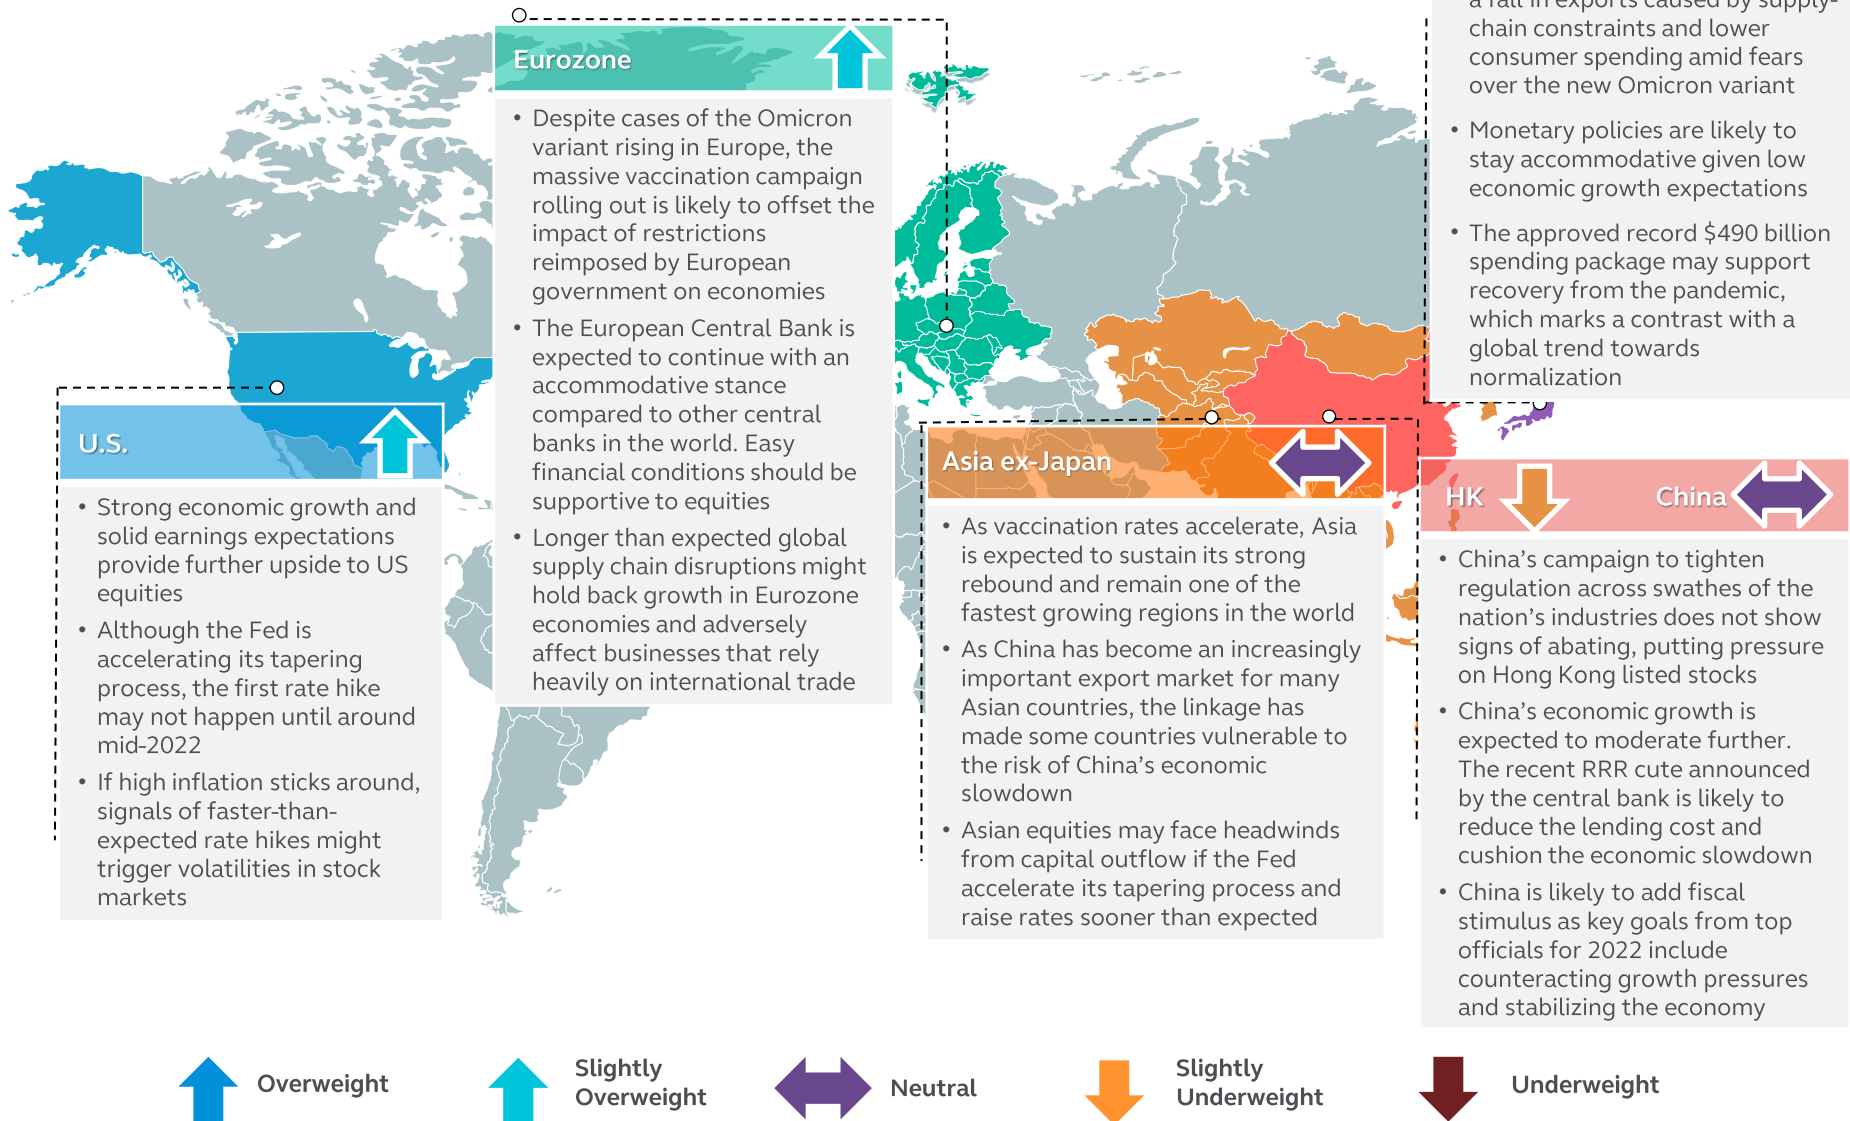 Eurozone
• Despite cases of the Omicron
variant rising in Europe, the
massive vaccination campaign
rolling out is likely to offset the
impact of restrictions
reimposed by European
government on economies
• The European Central Bank is
expected to continue with an
accommodative stance
compared to other central
banks in the world. Easy
financial conditions should be
supportive to equities
• Longer than expected global
supply chain disruptions might
hold back growth in Eurozone
economies and adversely
affect businesses that rely
heavily on international trade
a fall in exports caused by supply-
chain constraints and lower
consumer spending amid fears
over the new Omicron variant
• Monetary policies are likely to
stay accommodative given low
economic growth expectations
• The approved record $490 billion
spending package may support
recovery from the pandemic,
which marks a contrast with a
global trend towards
normalization
U.S.
• Strong economic growth and
solid earnings expectations
provide further upside to US
equities
• Although the Fed is
accelerating its tapering
process, the first rate hike
may not happen until around
mid-2022
• If high inflation sticks around,
signals of faster-than-
expected rate hikes might
trigger volatilities in stock
markets
Asia ex-Japan
• As vaccination rates accelerate, Asia
is expected to sustain its strong
rebound and remain one of the
fastest growing regions in the world
• As China has become an increasingly
important export market for many
Asian countries, the linkage has
made some countries vulnerable to
the risk of China's economic
slowdown
• Asian equities may face headwinds
from capital outflow if the Fed
accelerate its tapering process and
raise rates sooner than expected
HK China
• China's campaign to tighten
regulation across swathes of the
nation's industries does not show
signs of abating, putting pressure
on Hong Kong listed stocks
• China's economic growth is
expected to moderate further.
The recent RRR cute announced
by the central bank is likely to
reduce the lending cost and
cushion the economic slowdown
• China is likely to add fiscal
stimulus as key goals from top
officials for 2022 include
counteracting growth pressures
and stabilizing the economy
Overweight
Slightly
Overweight
Neutral
Slightly
Underweight
Underweight